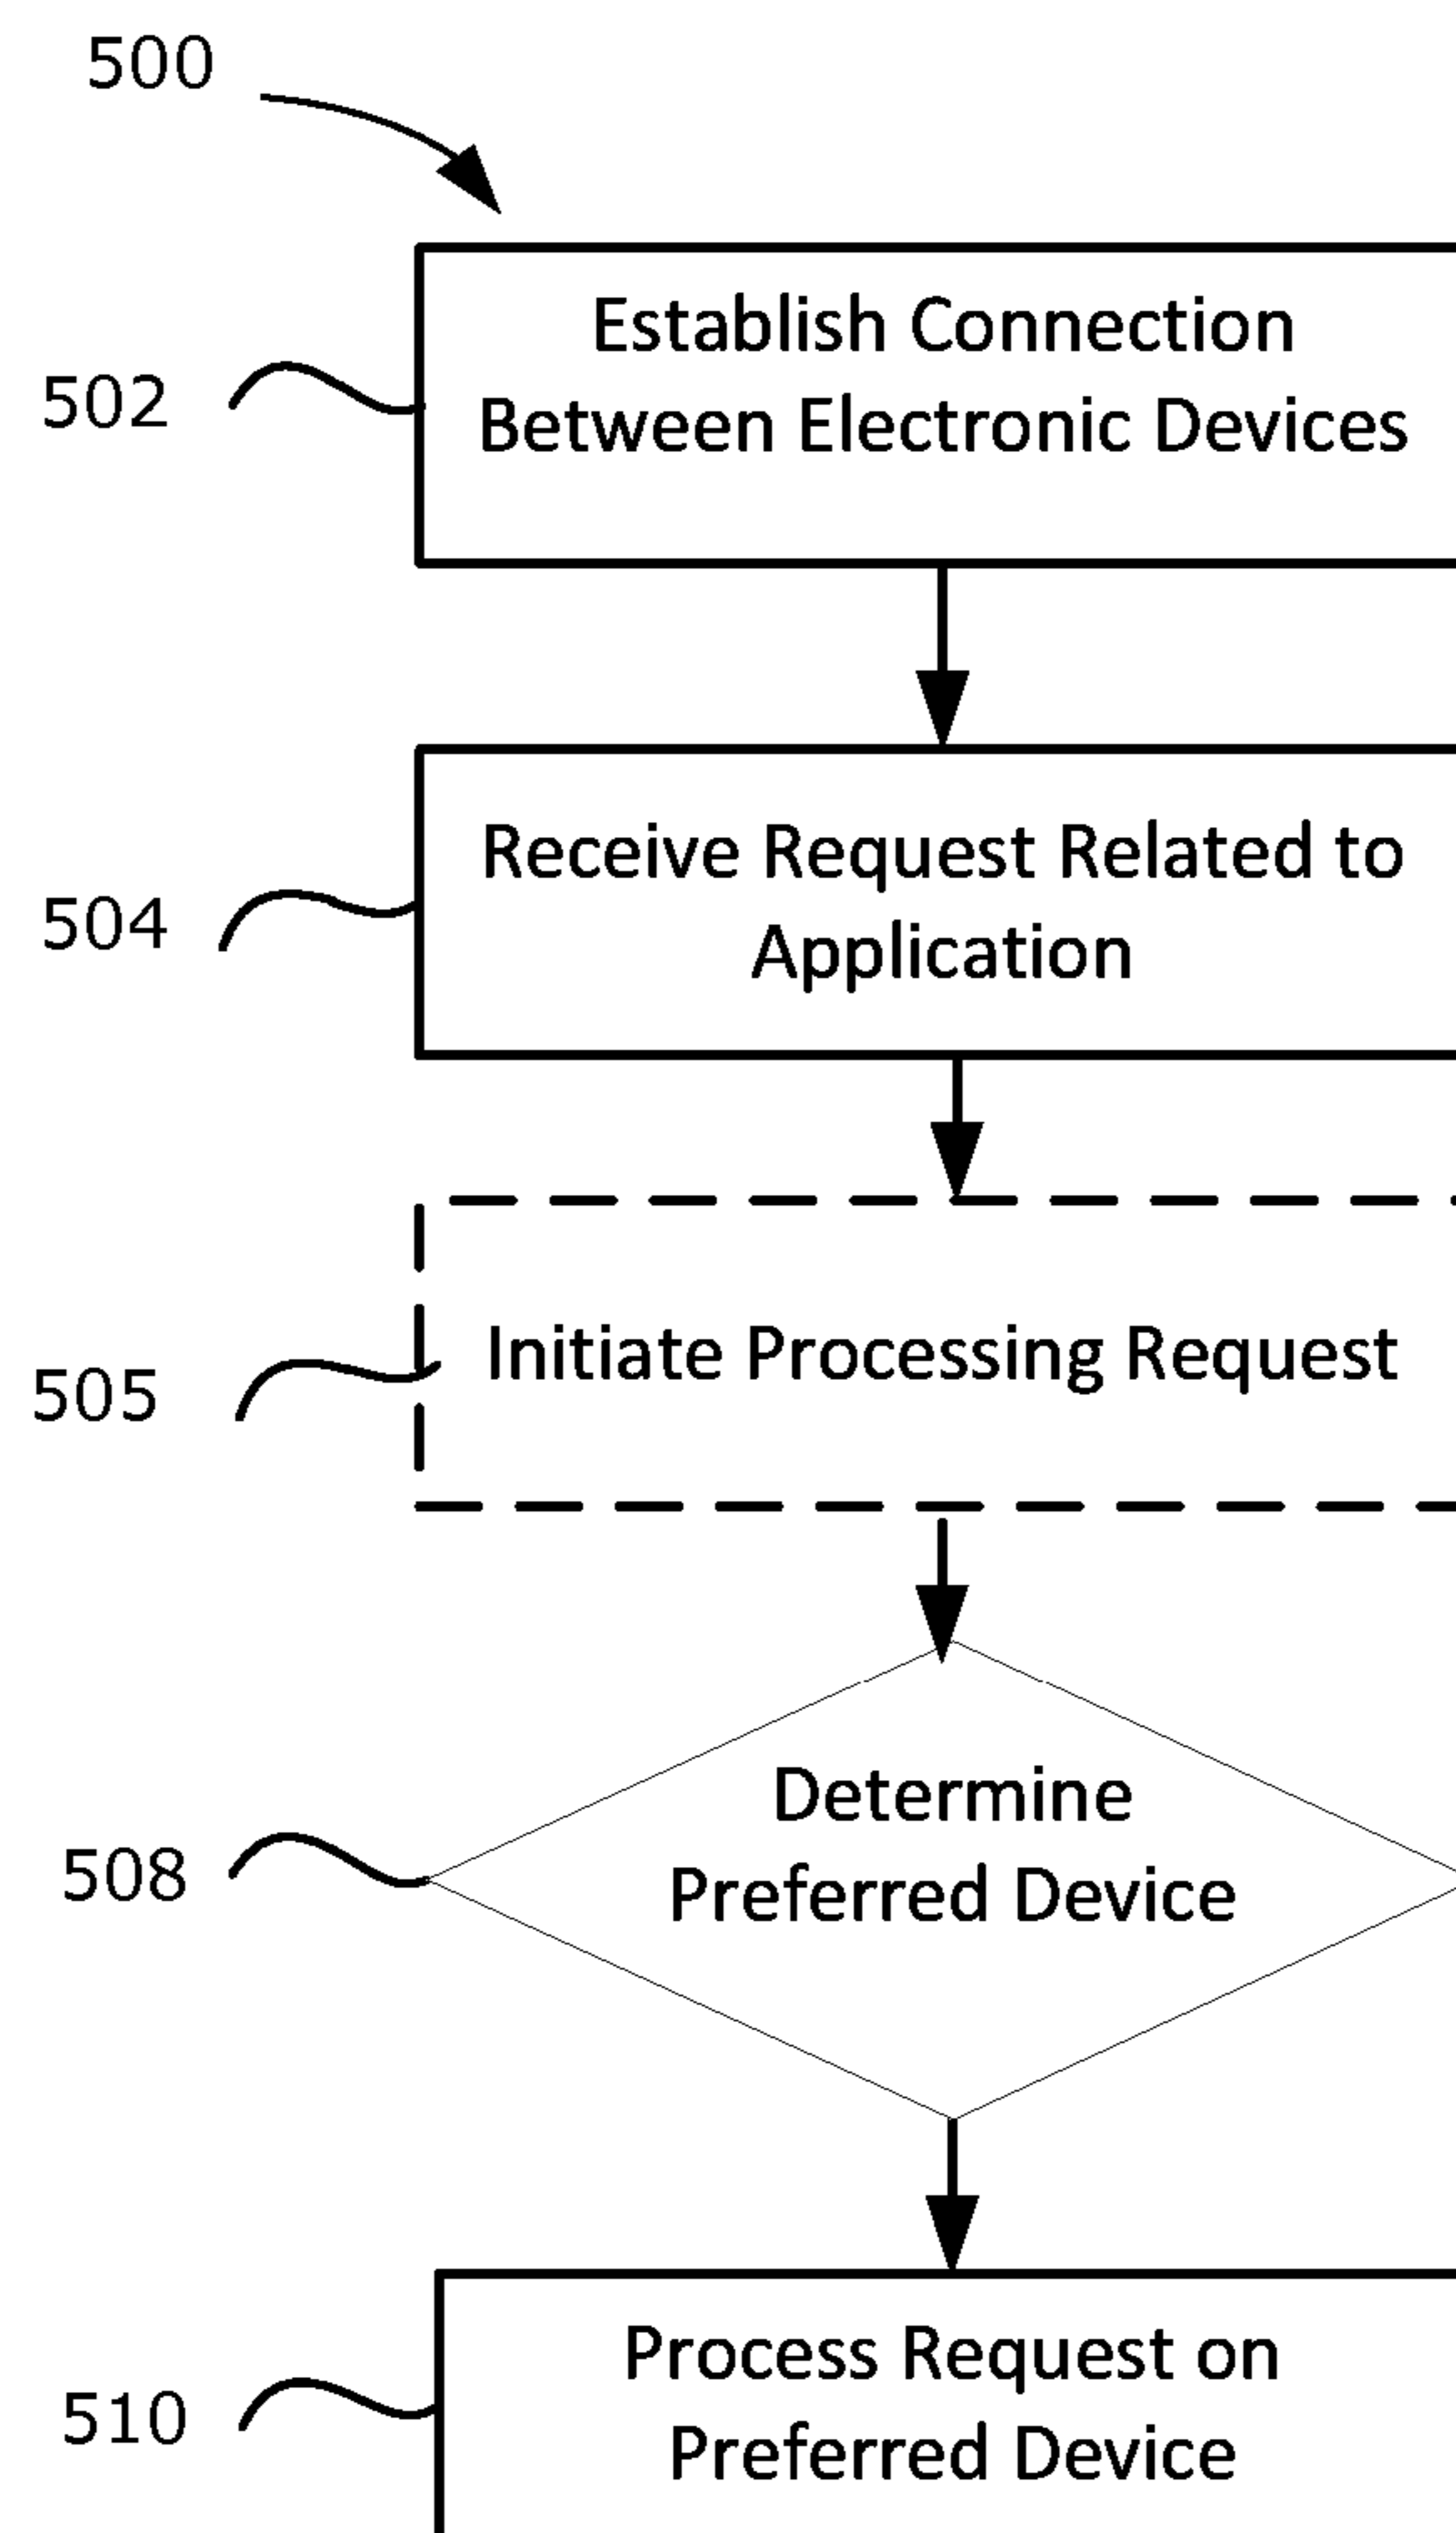 500
502
Establish Connection
Between Electronic Devices
504
Receive Request Related to
Application
505
Initiate Processing Request
508
Determine
Preferred Device
510
Process Request on
Preferred Device